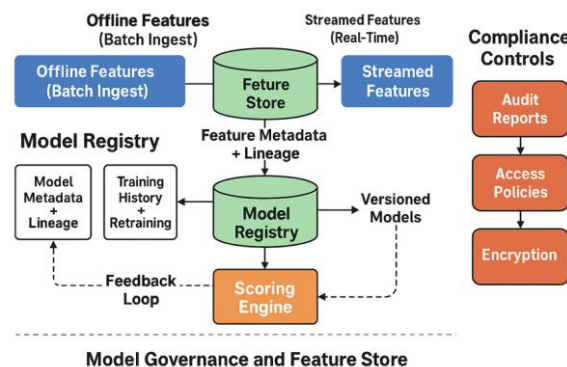 Offline Features
(Batch Ingest)
Streamed Features
(Real-Time)
Compliance
Controls
Offline Features
(Batch Ingest)
Feture
Store
Streamed
Features
Audit
Reports
Feature Metadata
+ Lineage
Model Registry
Model
Metadata
+
Lineage
Training
History
+
Retraining
Model
Registry
Versioned
Models
Access
Policies
Feedback
Loop
Scoring
Engine
Encryption
Model Governance and Feature Store